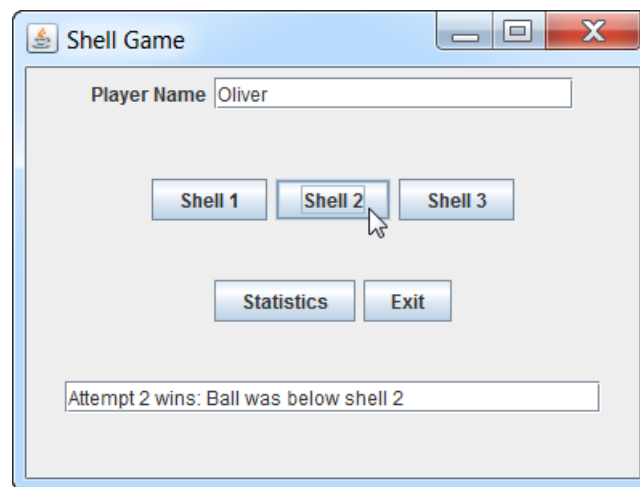 Shell Game
Player Name Oliver
Shell 1 Shell 2 Shell 3
Statistics Exit
Attempt 2 wins: Ball was below shell 2